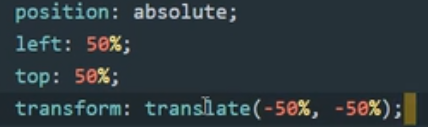 position: absolute;
left: 50%;
top: 50%;
transform: translate(-50%, -50%);